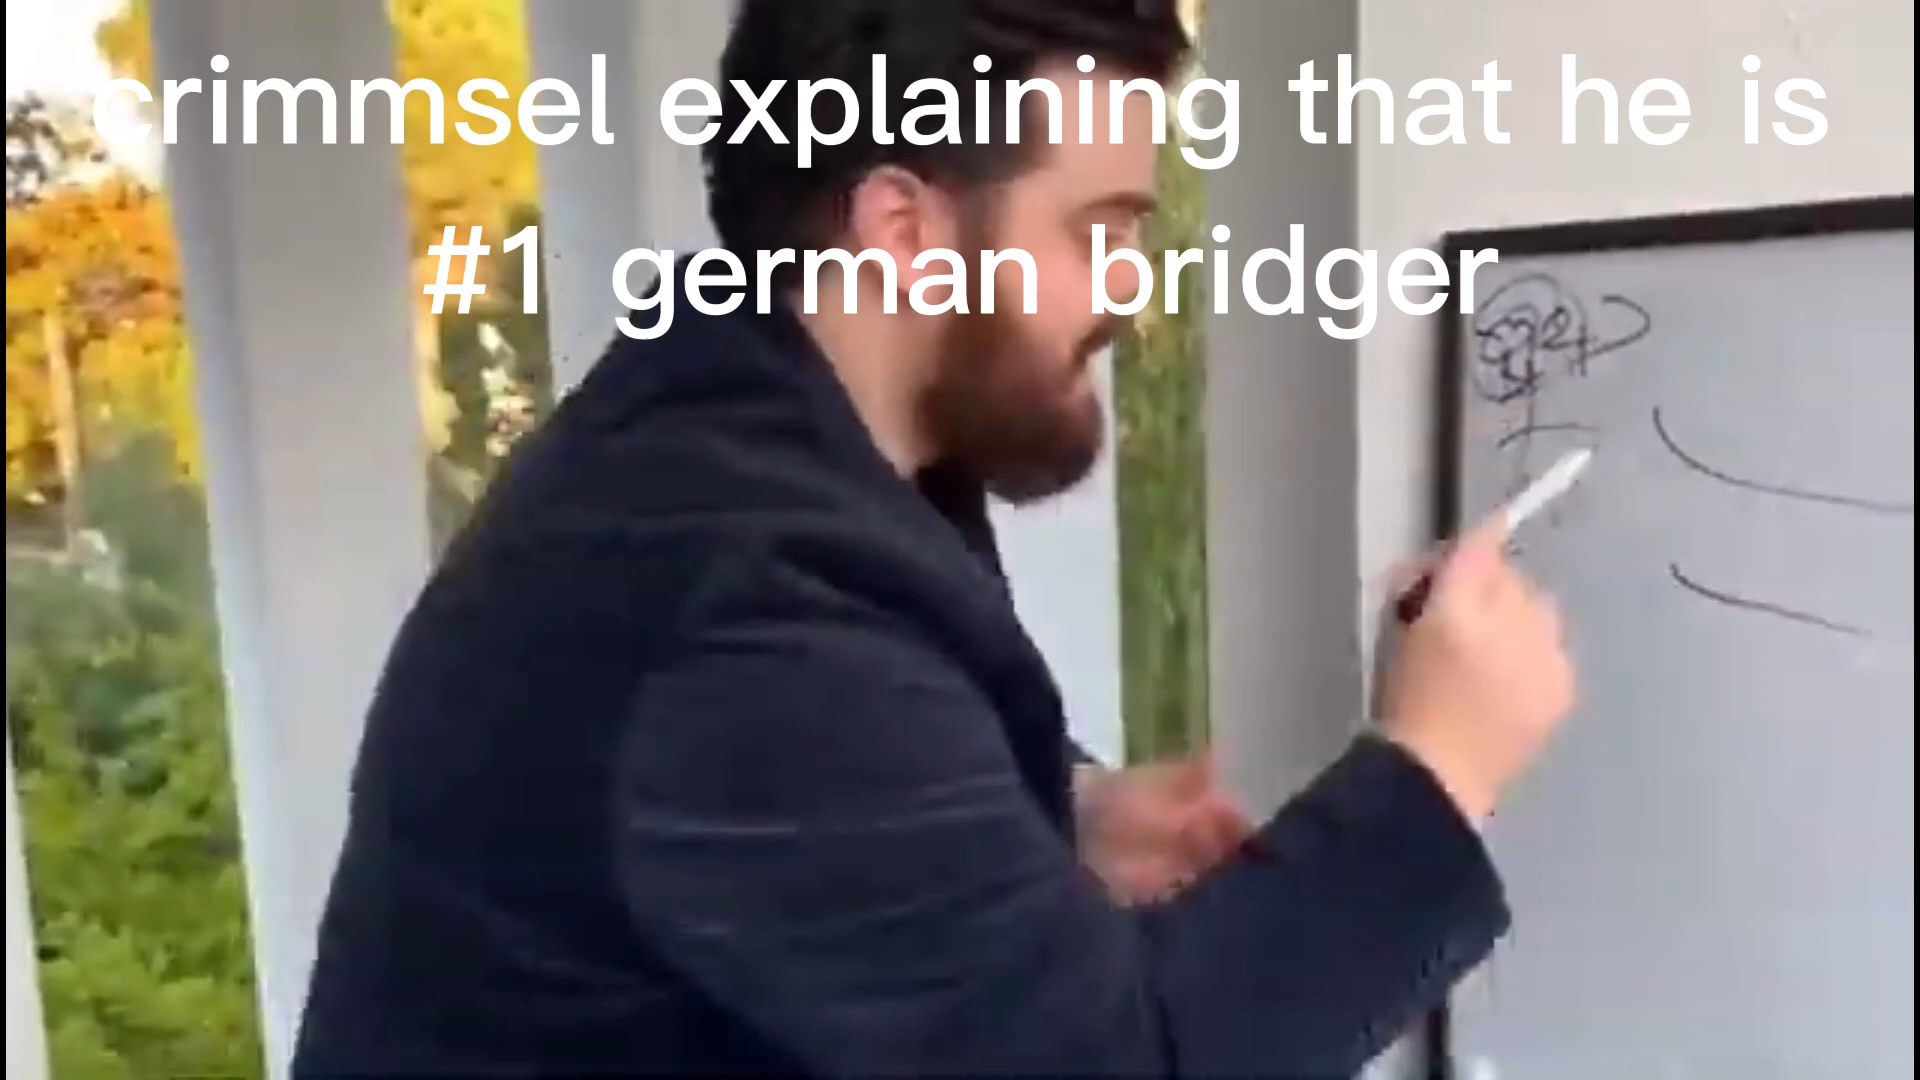 crimmsel explaining that he is
#1 german bridger